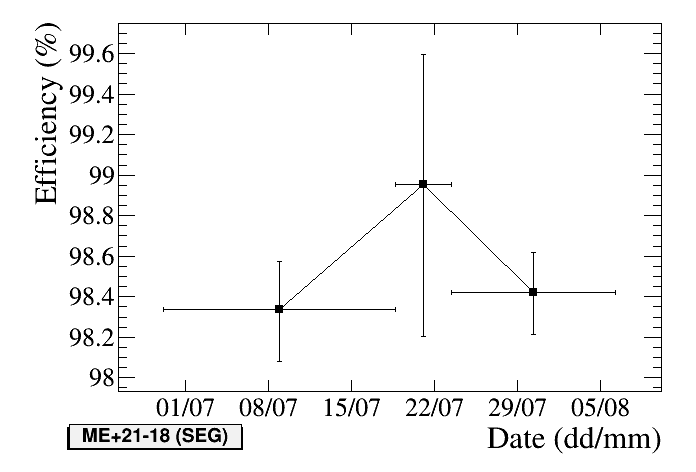 Efficiency (%)
99.6
99.4
99.2
99
98.8
98.6
98.4
98.2
98
01/07 08/07 15/07 22/07 29/07 05/08
ME+21-18 (SEG)
Date (dd/mm)